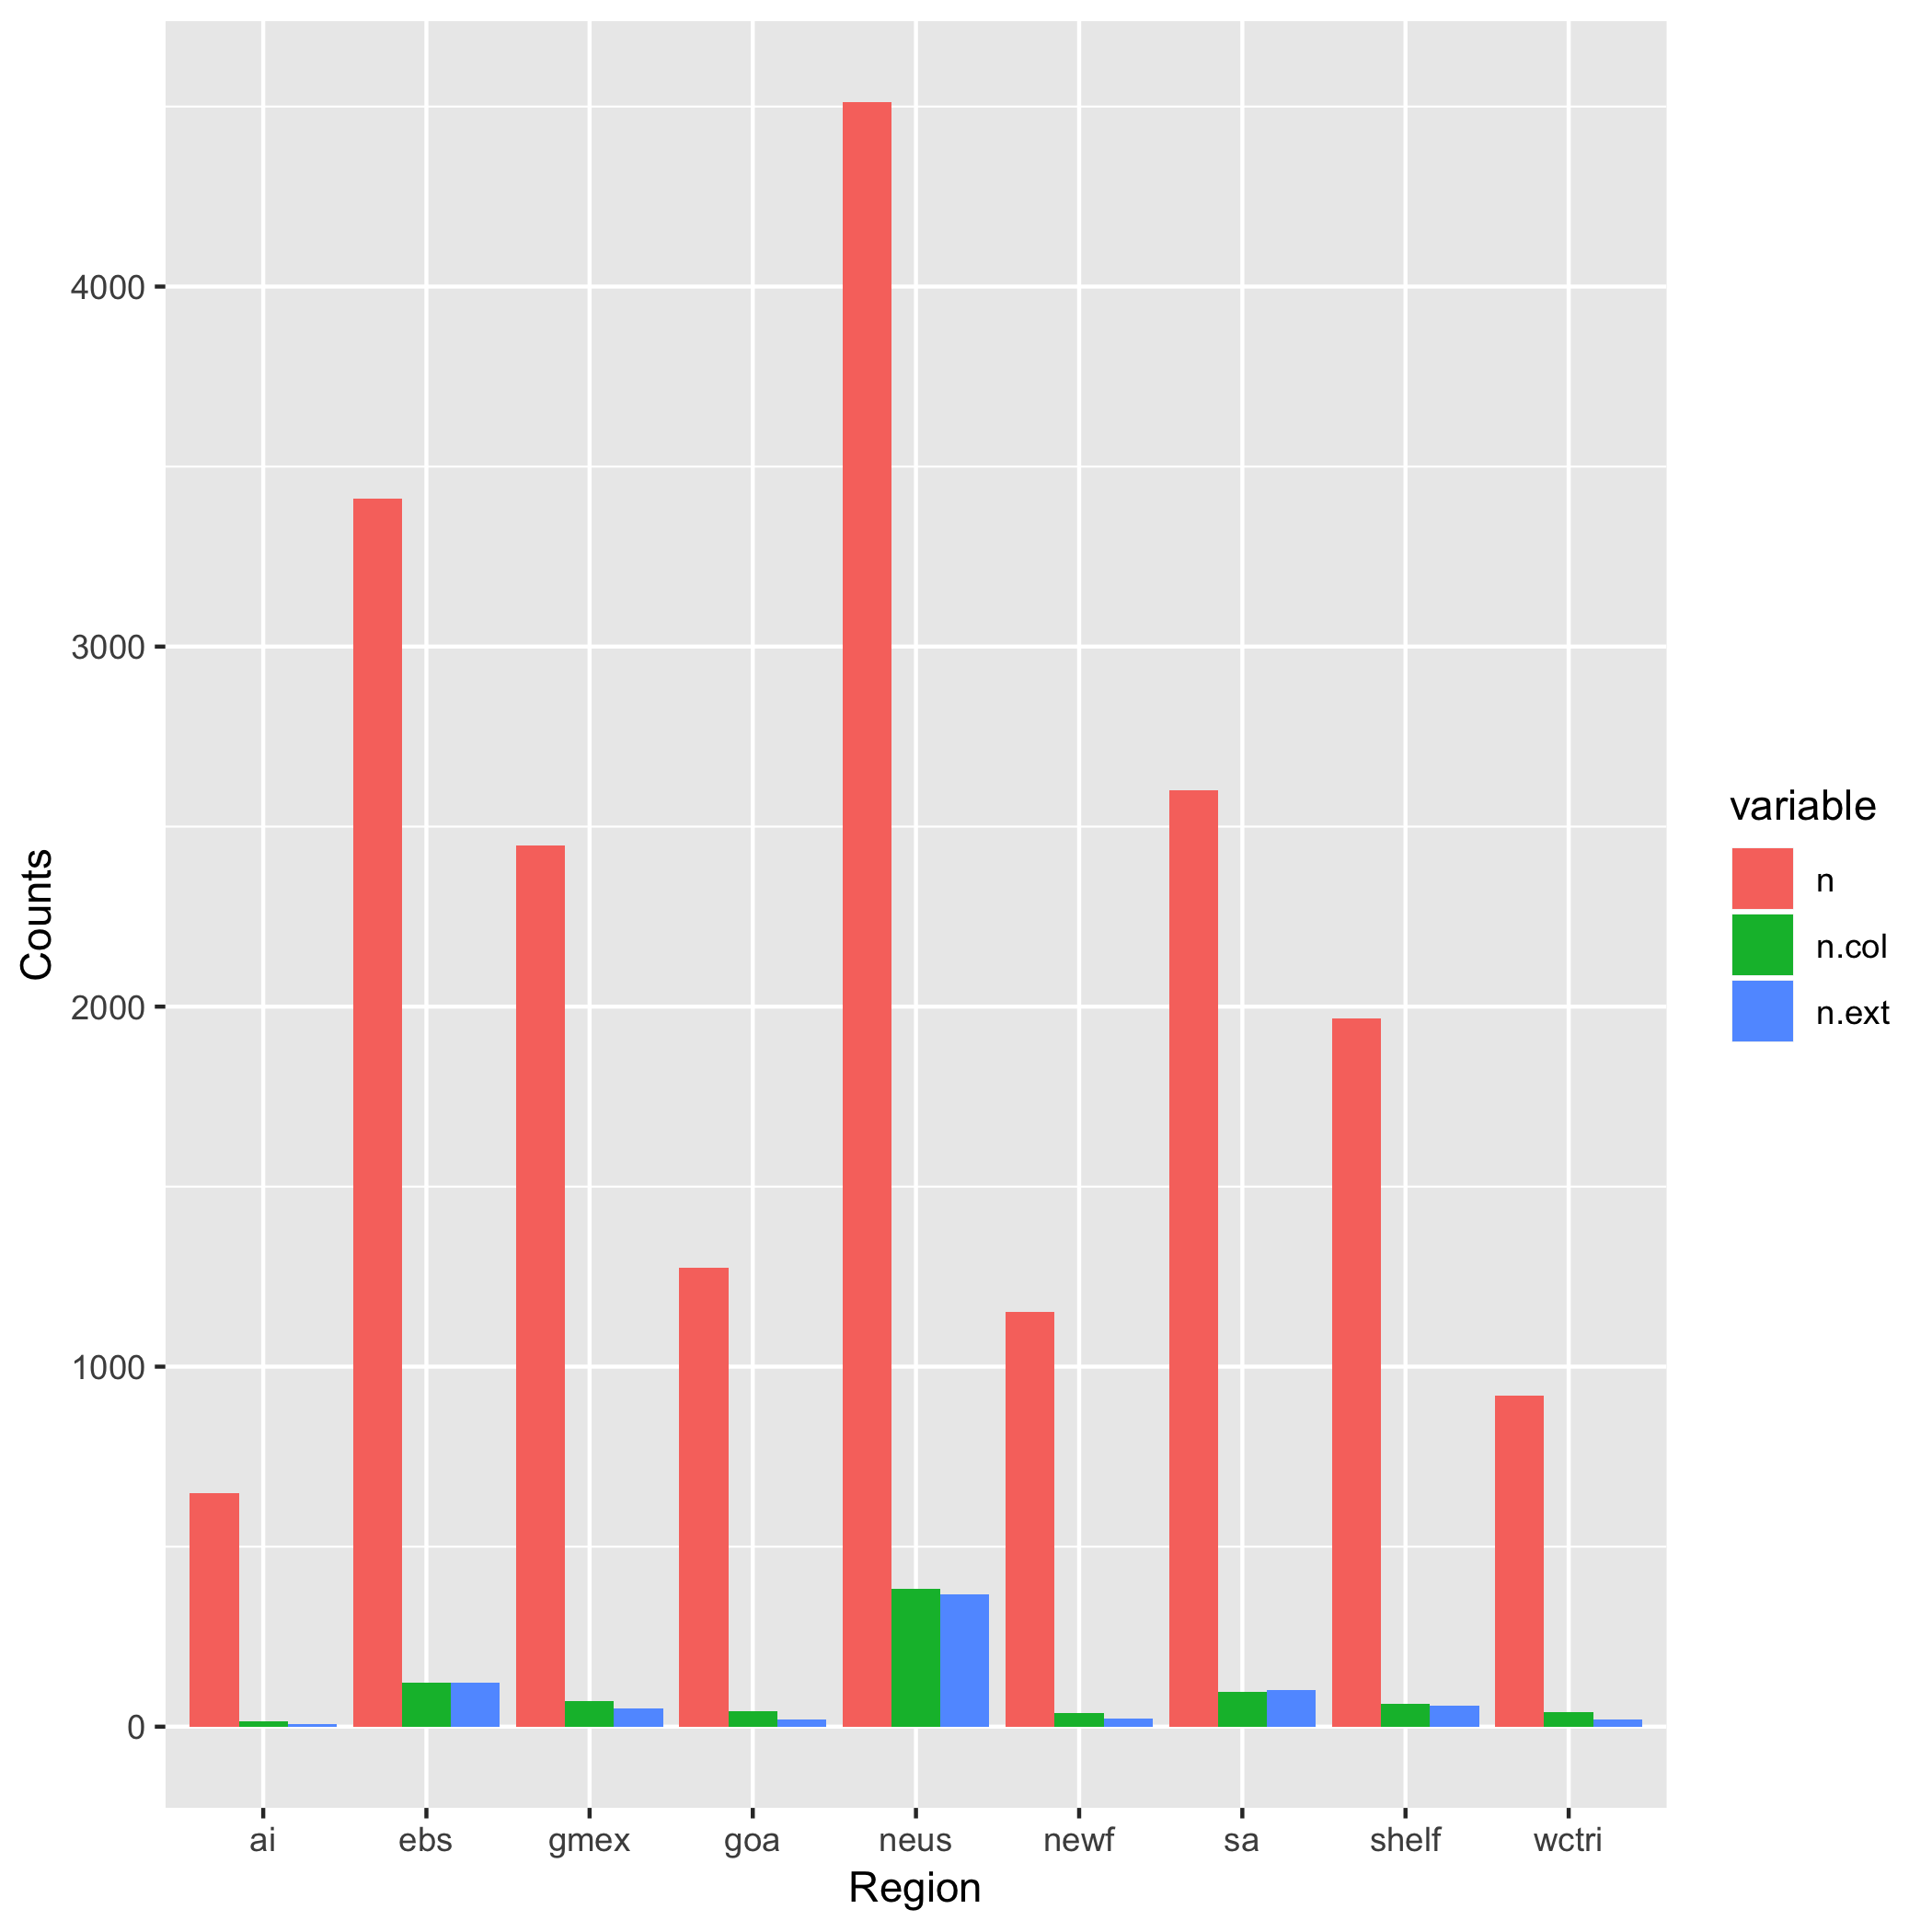 4000
3000
2000
1000
0
Counts
ai ebs gmex goa neus newf sa shelf wctri
Region
variable
n
n.col
n.ext